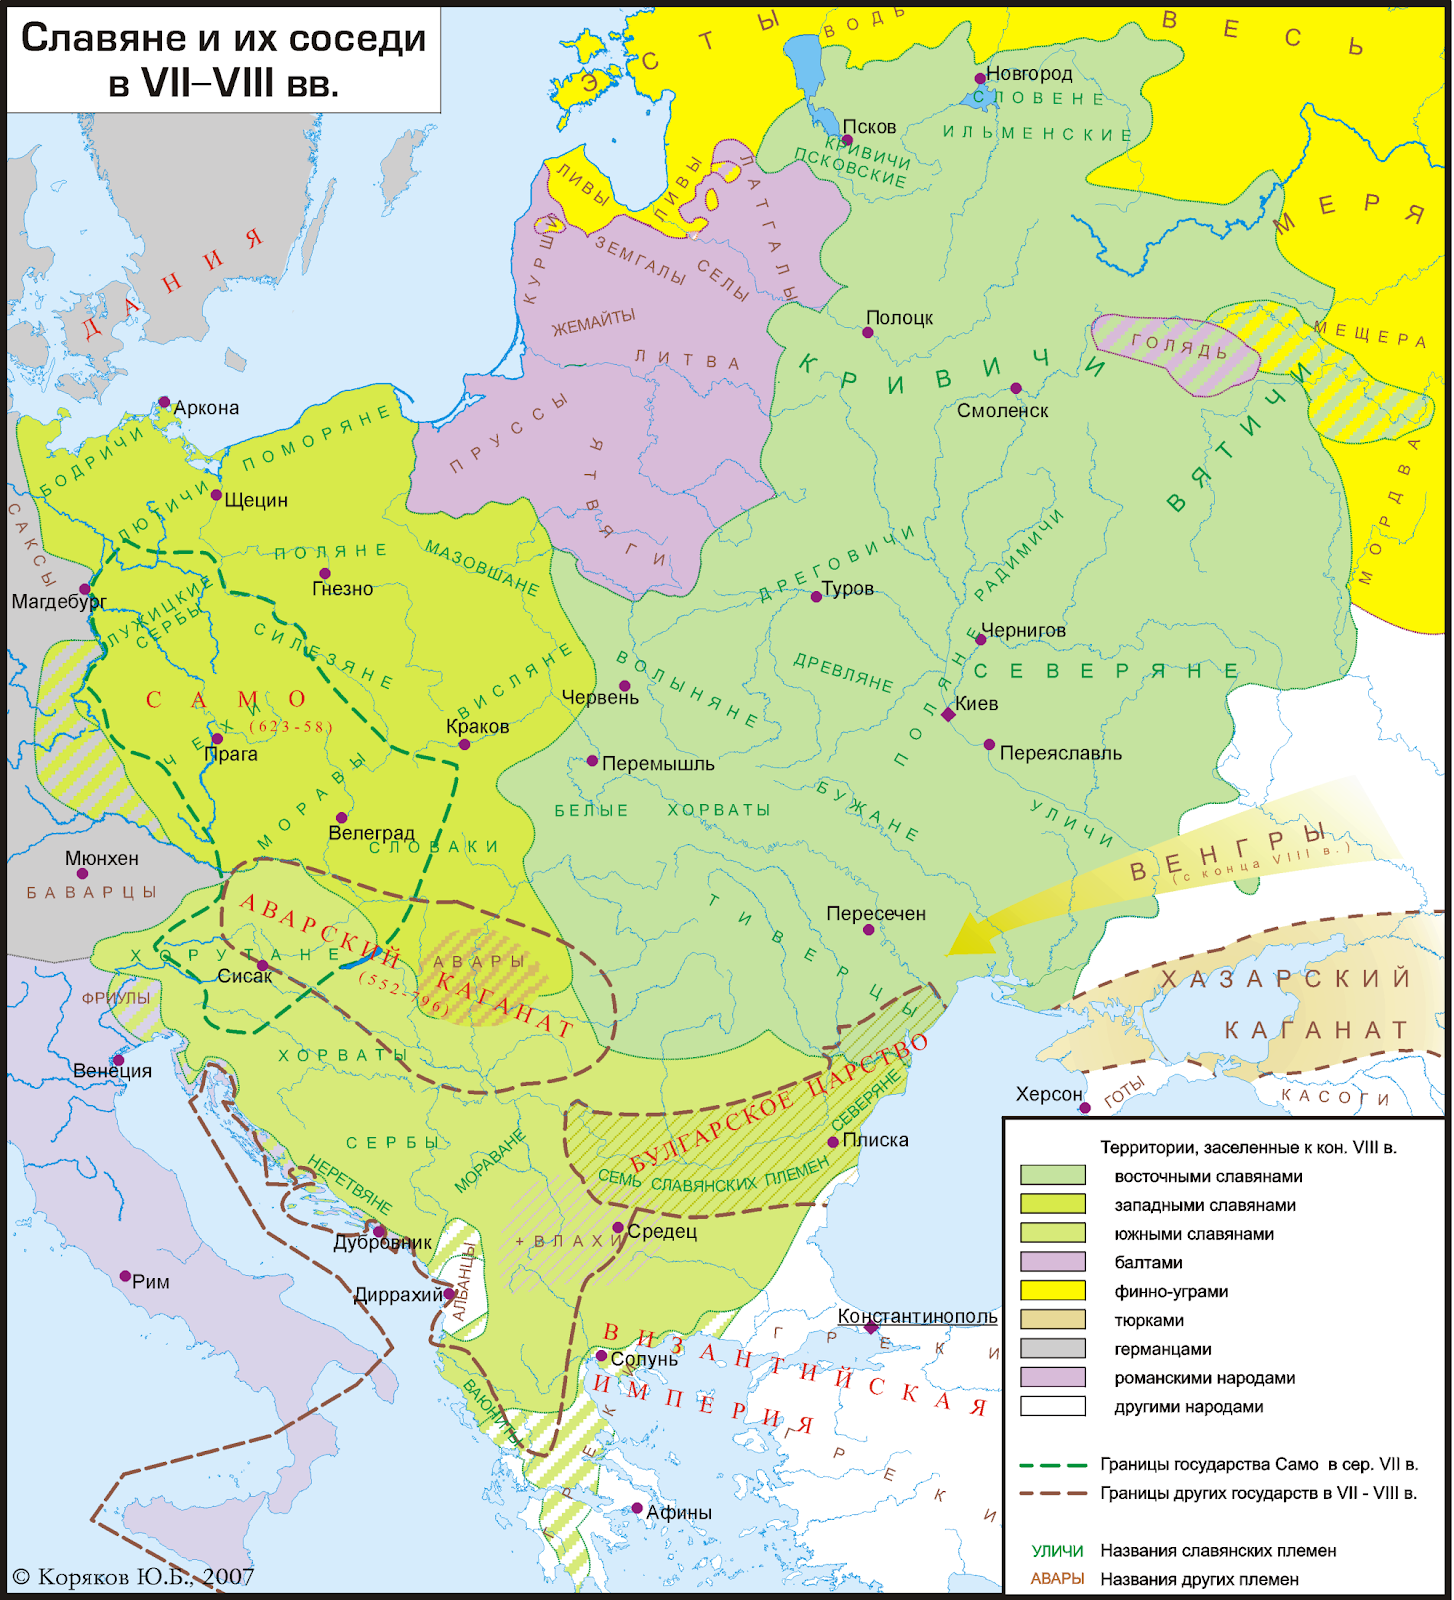 Славяне и их соседи
в VII–VIII вв.
ЭСТЫ
ВОДЬ
ВЕСЬ
Новгород
СЛОВЕНЕ
ИЛЬМЕНСКИЕ
Псков
КРИВИЧИ
ПСКОВСКИЕ
ЛИВЫ
ЛИВЫ
ЛАТГАЛЫ
МЕРЯ
ДАНИЯ
КУРШИ
ЗЕМГАЛЫ
СЕЛЫ
ЖЕМАЙТЫ
ЛИТВА
Полоцк
КРИВИЧИ
ГОЛЯДЬ
МЕЩЕРА
Смоленск
Аркона
ПОМОРЯНЕ
ПРУССЫ
ЯТВЯГИ
ВЯТИЧИ
МОРДВА
БОДРИЧИ
ЛЮТИЧИ
Щецин
САКСЫ
ПОЛЯНЕ
МАЗОВШАНЕ
Гнезно
Магдебург
ЛУЖИЦКИЕ
СЕРБЫ
СИЛЕЗЯНЕ
ДРЕГОВИЧИ
РАДИМИЧИ
Туров
Чернигов
СЕВЕРЯНЕ
САМО
(623-58.)
ВИСЛЯНЕ
Червень
ВОЛЫНЯНЕ
ДРЕВЛЯНЕ
ПОЛЯНЕ
Киев
Краков
ЧЕХИ
Прага
Переяславль
Перемышль
МОРАВЫ
Велеград
СЛОВАКИ
БЕЛЫЕ ХОРВАТЫ
БУЖАНЕ
УЛИЧИ
ВЕНГРЫ
(с конца VIII в.)
Мюнхен
БАВАРЦЫ
АВАРСКИЙ КАГАНАТ
(552-796)
АВАРЫ
ТИВЕРЦЫ
Пересечен
ХОРУТАНЕ
Сисак
ФРИУЛЫ
ХАЗАРСКИЙ
КАГАНАТ
Венеция
ХОРВАТЫ
Херсон
ГОТЫ
КАСОГИ
БУЛГАРСКОЕ ЦАРСТВО
СЕВЕРЯНЕ
Плиска
СЕМЬ СЛАВЯНСКИХ ПЛЕМЕН
СЕРБЫ
МОРАВАНЕ
НЕРЕТВЯНЕ
Дубровник
+ВЛАХИ
Средец
Рим
Диррахий
АЛБАНЦЫ
Константинополь
ГРЕКИ
ВИЗАНТИЙСКАЯ
ИМПЕРИЯ
Солунь
ВАЮНИТЫ
ГРЕКИ
ГРЕКИ
Афины
Территории, заселенные к кон. VIII в.
восточными славянами
западными славянами
южными славянами
балтами
финно-уграми
тюрками
германцами
романскими народами
другими народами
Границы государства Само в сер. VII в.
Границы других государств в VII - VIII в.
УЛИЧИ Названия славянских племен
АВАРЫ Названия других племен
© Коряков Ю.Б., 2007